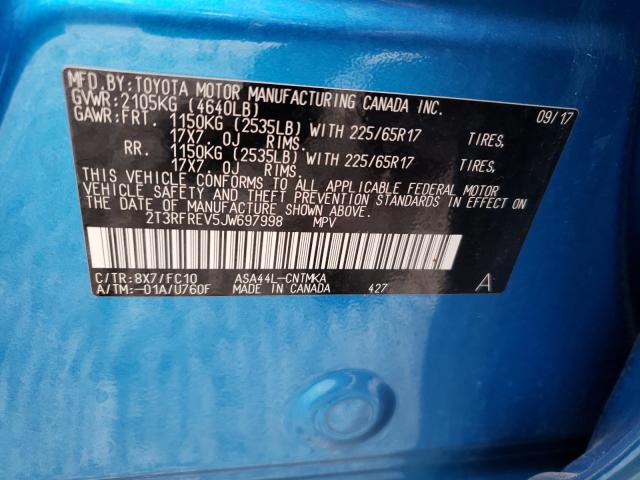 MFD.BY:TOYOTA MOTOR MANUFACTURING CANADA INC.
GVWR:2105KG (4640LB) 09/17
GAWR:FRT. 1150KG (2535LB) WITH 225/65R17 TIRES,
17X7 0J RIMS.
RR. 1150KG (2535LB) WITH 225/65R17 TIRES,
17X7 0J RIMS.
THIS VEHICLE CONFORMS TO ALL APPLICABLE FEDERAL MOTOR
VEHICLE SAFETY AND THEFT PREVENTION STANDARDS IN EFFECT ON
THE DATE OF MANUFACTURE SHOWN ABOVE.
2T3RFREV5JW697998 MPV
C/TR:8X7/FC10 ASA44L-CNTMKA
A/TM:-01A/U760F MADE IN CANADA 427 A